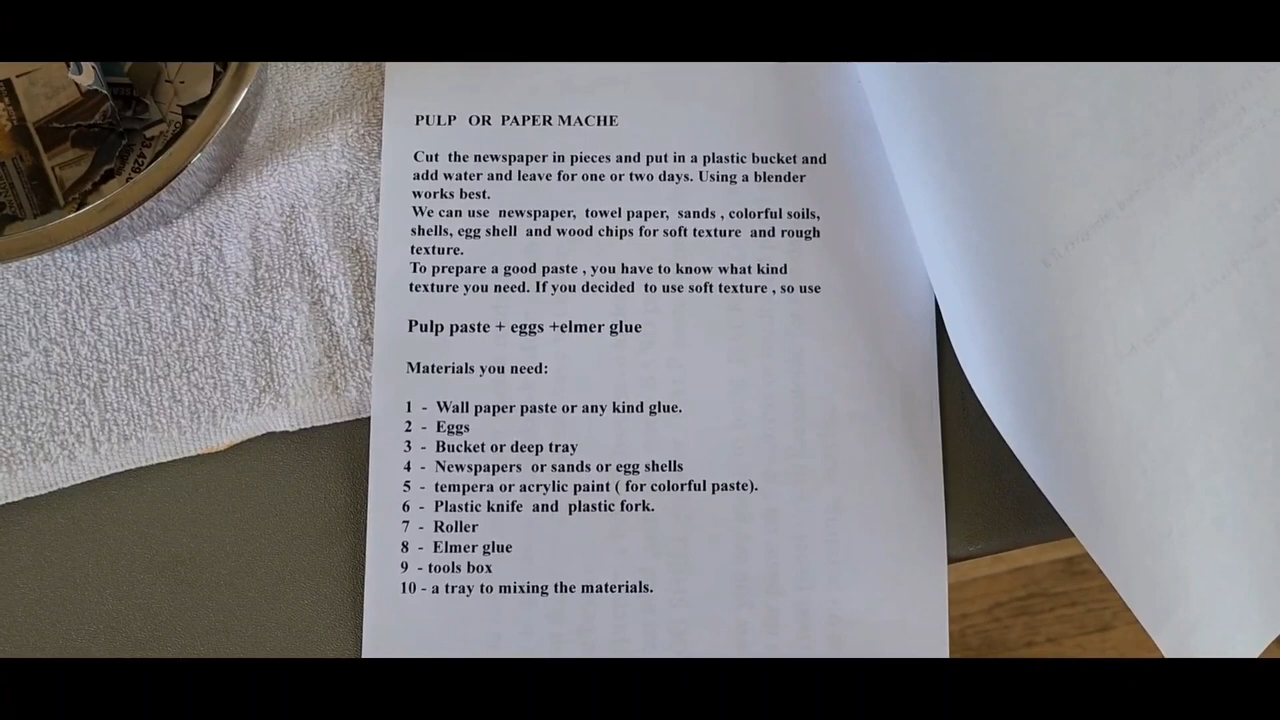 PULP OR PAPER MACHE
Cut the newspaper in pieces and put in a plastic bucket and
add water and leave for one or two days. Using a blender
works best.
We can use newspaper, towel paper, sands , colorful soils,
shells, egg shell and wood chips for soft texture and rough
texture.
To prepare a good paste , you have to know what kind
texture you need. If you decided to use soft texture , so use
Pulp paste + eggs +elmer glue
Materials you need:
1 - Wall paper paste or any kind glue.
2 - Eggs
3 - Bucket or deep tray
4 - Newspapers or sands or egg shells
5 - tempera or acrylic paint ( for colorful paste).
6 - Plastic knife and plastic fork.
7 - Roller
8 - Elmer glue
9 - tools box
10 - a tray to mixing the materials.